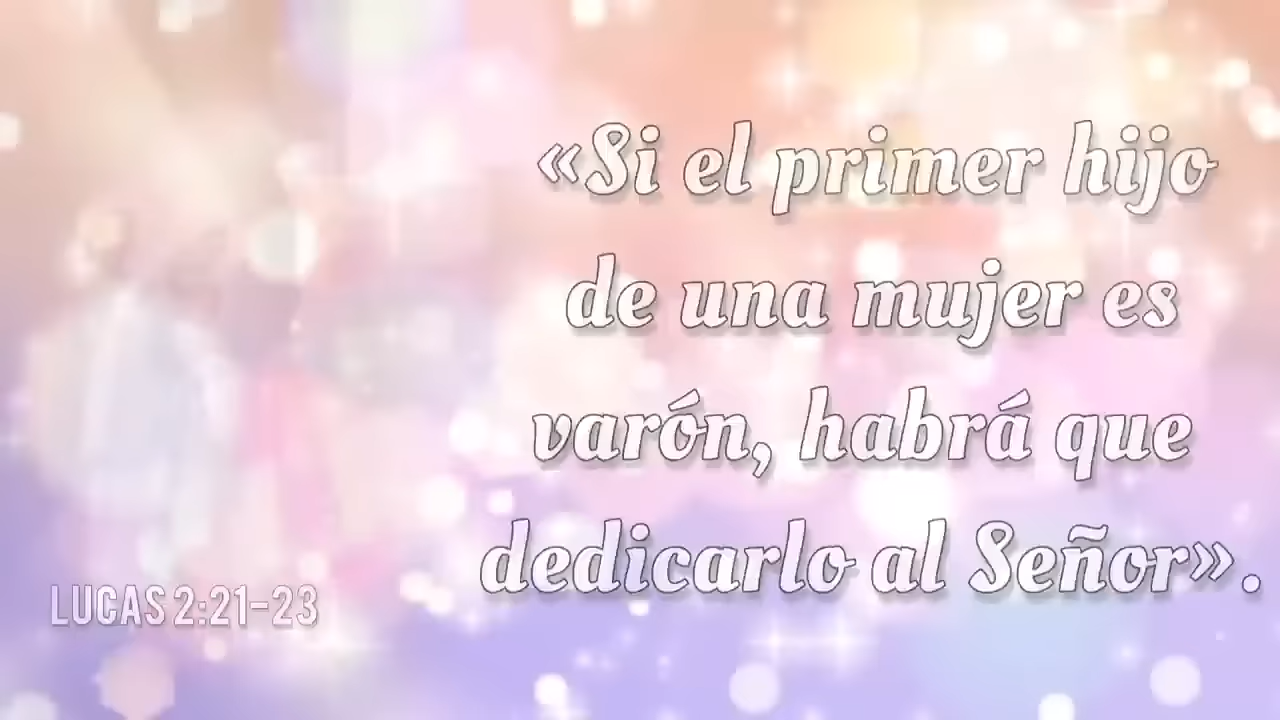 «Si el primer hijo
de una mujer es
varón, habrá que
dedicarlo al Señor».
LUCAS 2:21-23